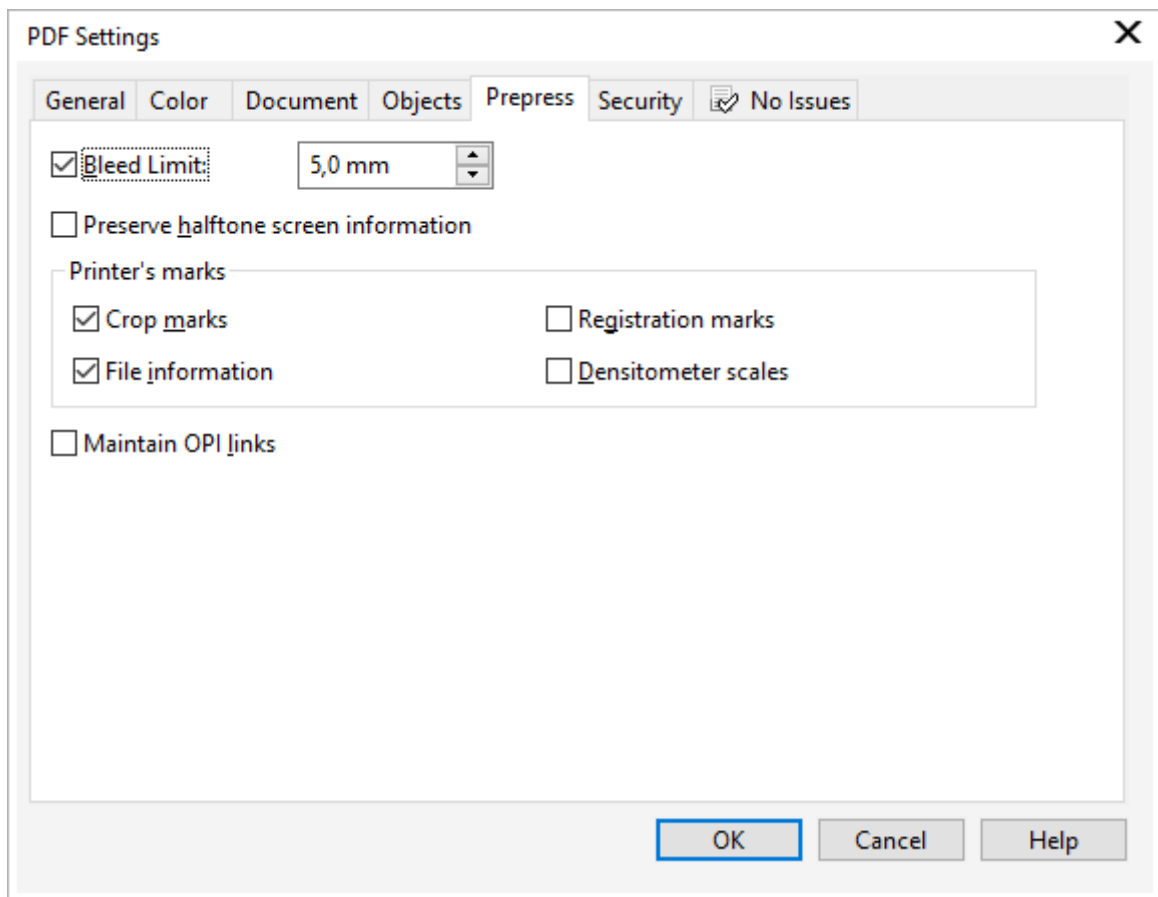 PDF Settings
General Color Document Objects Prepress Security No Issues
Bleed Limit: 5,0 mm
Preserve halftone screen information
Printer's marks
Crop marks Registration marks
File information Densitometer scales
Maintain OPI links
OK Cancel Help